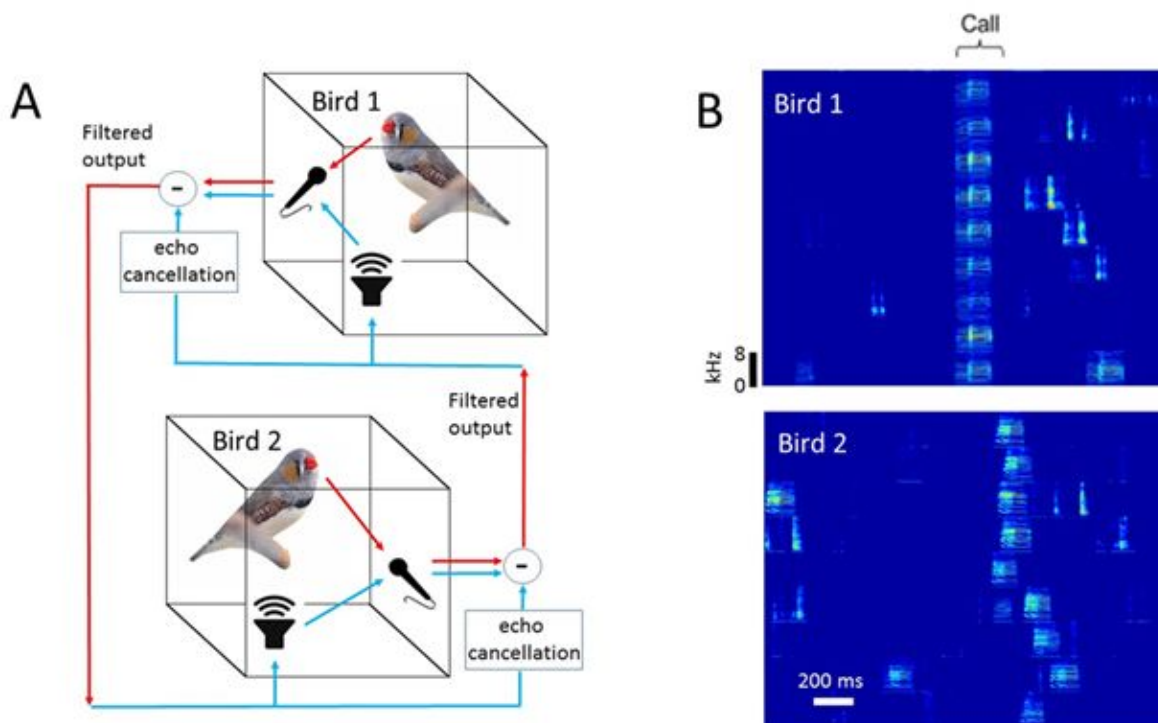 A
Bird 1
Filtered
output
-
echo
cancellation
Filtered
output
Bird 2
-
echo
cancellation
B
Call
Bird 1
kHz
8
0
Bird 2
200 ms